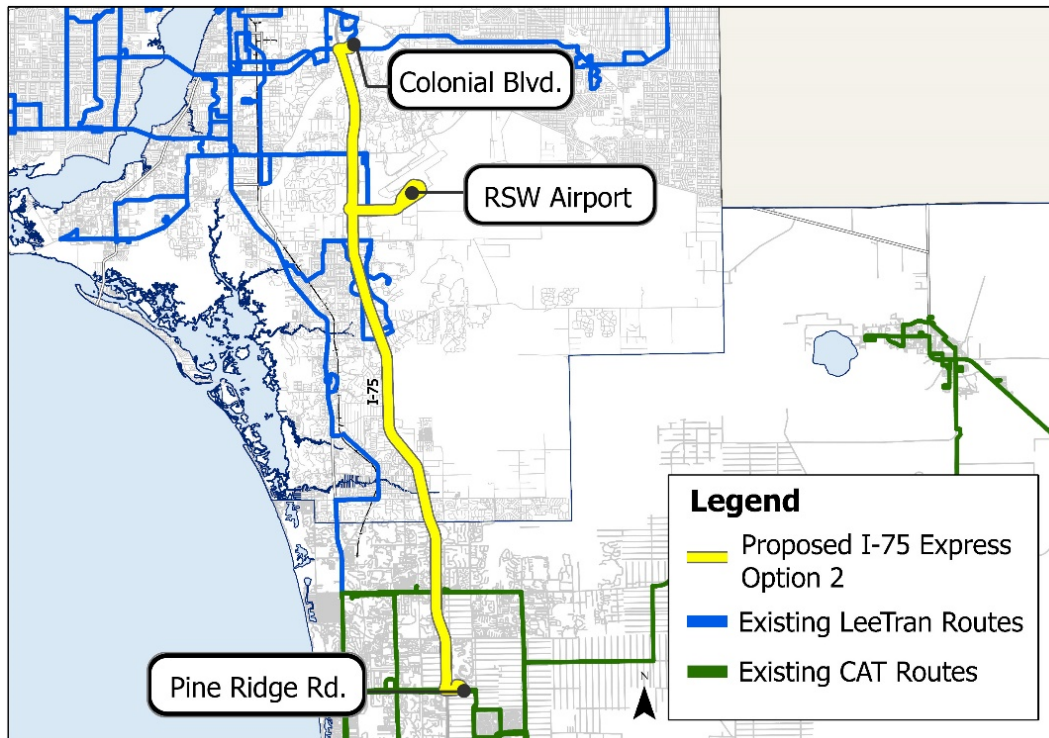 Colonial Blvd.
RSW Airport
I-75
Pine Ridge Rd.
N
Legend
Proposed I-75 Express
Option 2
Existing LeeTran Routes
Existing CAT Routes